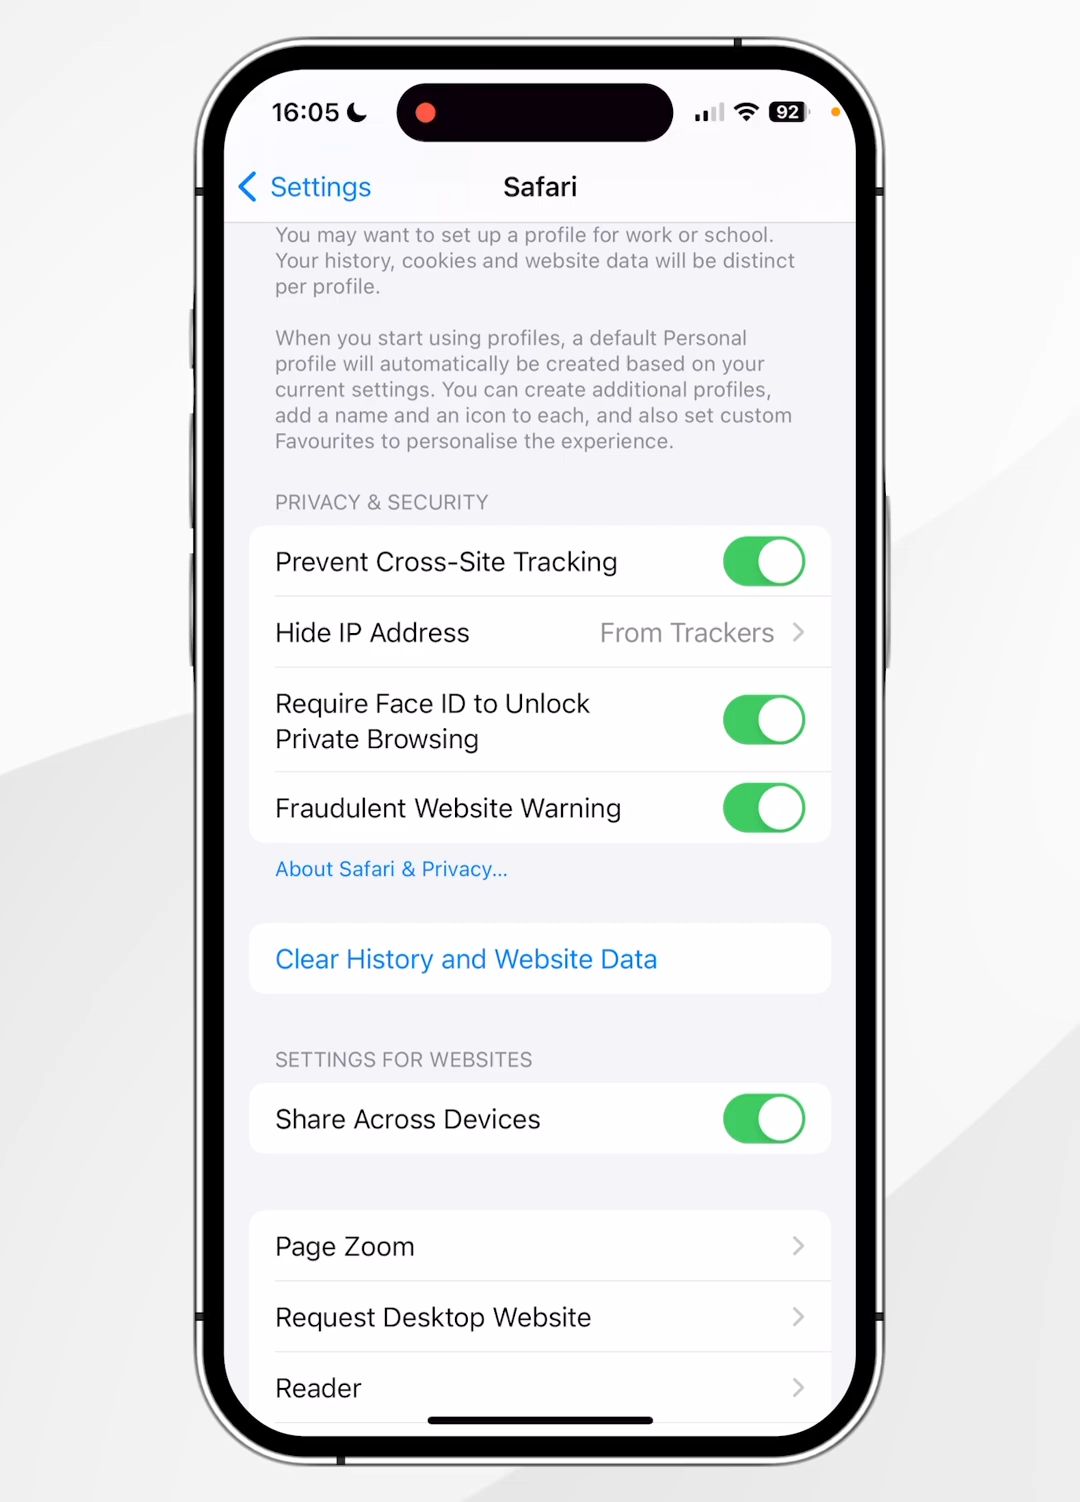 16:05
92
Settings
Safari
You may want to set up a profile for work or school.
Your history, cookies and website data will be distinct
per profile.
When you start using profiles, a default Personal
profile will automatically be created based on your
current settings. You can create additional profiles,
add a name and an icon to each, and also set custom
Favourites to personalise the experience.
PRIVACY & SECURITY
Prevent Cross-Site Tracking
Hide IP Address From Trackers
Require Face ID to Unlock
Private Browsing
Fraudulent Website Warning
About Safari & Privacy...
Clear History and Website Data
SETTINGS FOR WEBSITES
Share Across Devices
Page Zoom
Request Desktop Website
Reader